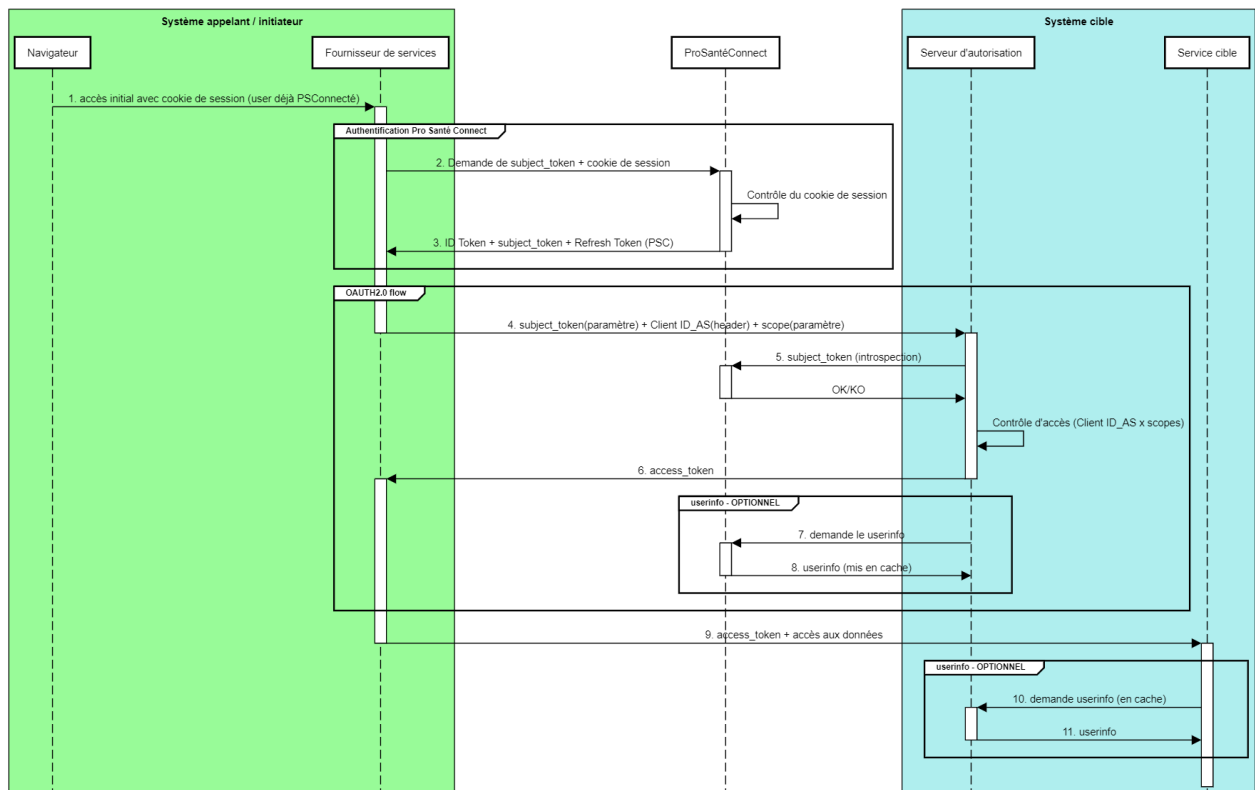 Système appelant / initiateur
Système cible
Navigateur
Fournisseur de services
ProSantéConnect
Serveur d'autorisation
Service cible
1. accès initial avec cookie de session (user déjà PSConnecté)
Authentification Pro Santé Connect
2. Demande de subject_token + cookie de session
Contrôle du cookie de session
3. ID Token + subject_token + Refresh Token (PSC)
OAUTH2.0 flow
4. subject_token(paramètre) + Client ID_AS(header) + scope(paramètre)
5. subject_token (introspection)
OK/KO
Contrôle d'accès (Client ID_AS x scopes)
6. access_token
userinfo - OPTIONNEL
7. demande le userinfo
8. userinfo (mis en cache)
9. access_token + accès aux données
userinfo - OPTIONNEL
10. demande userinfo (en cache)
11. userinfo